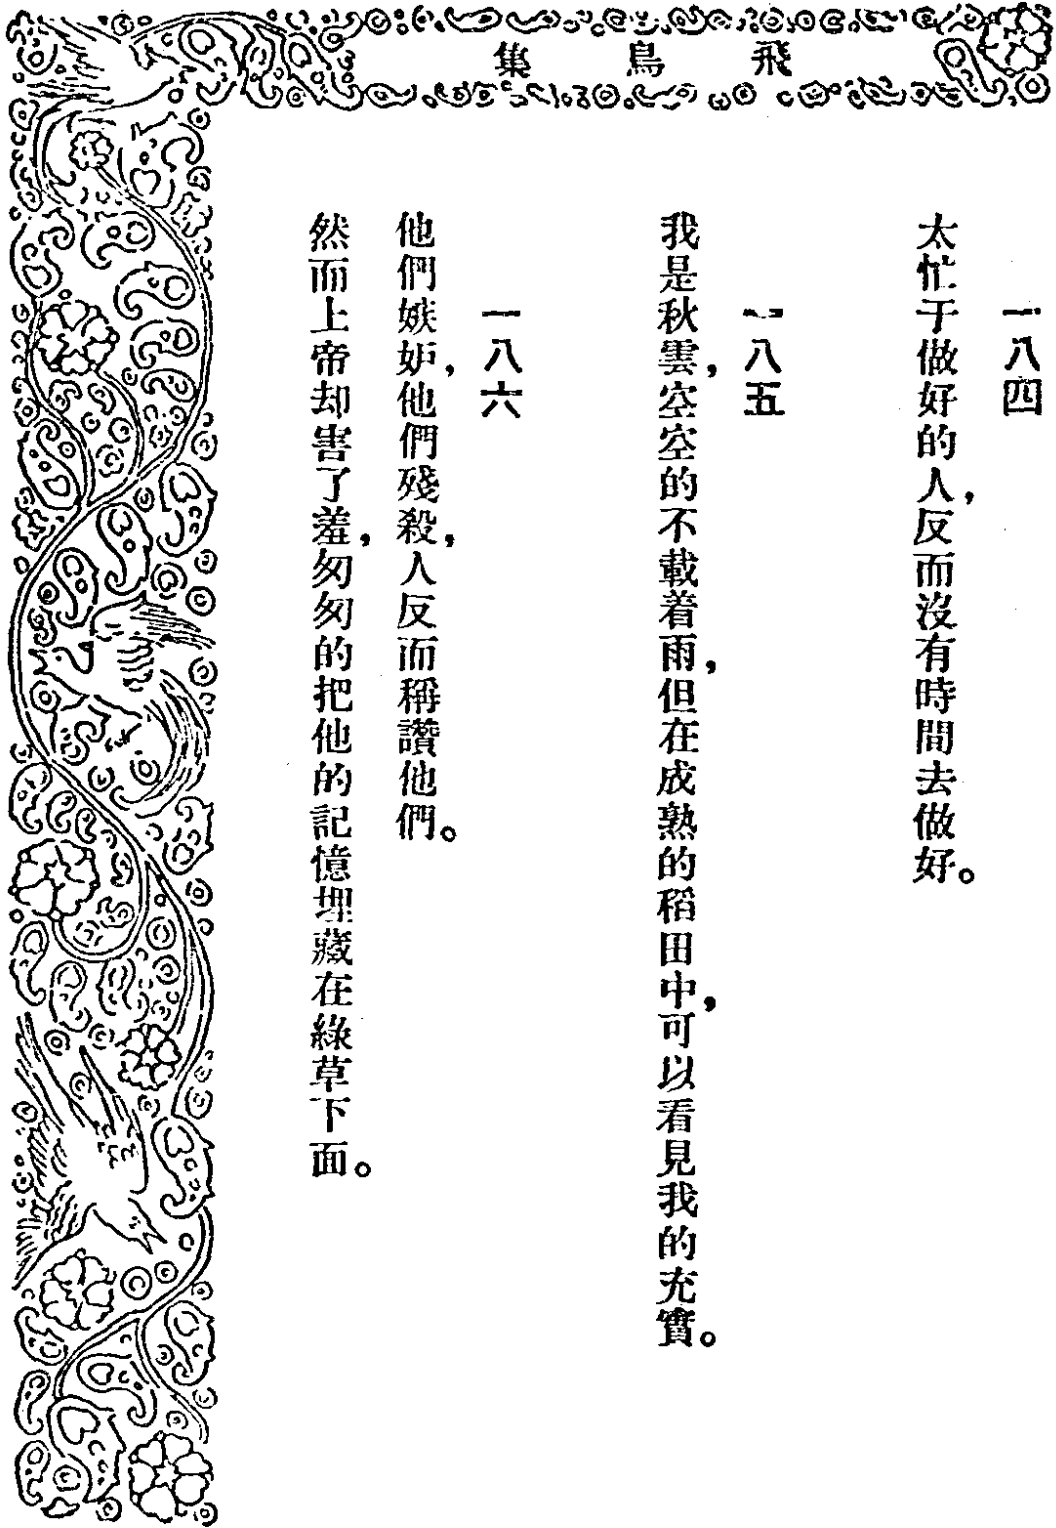 飛鳥集
一八四
太忙于做好的人，反而沒有時間去做好。
一八五
我是秋雲，空空的不載着雨，但在成熟的稻田中，可以看見我的充實。
一八六
他們嫉妒，他們殘殺，人反而稱讚他們。
然而上帝却害了羞，匆匆的把他的記憶埋藏在綠草下面。